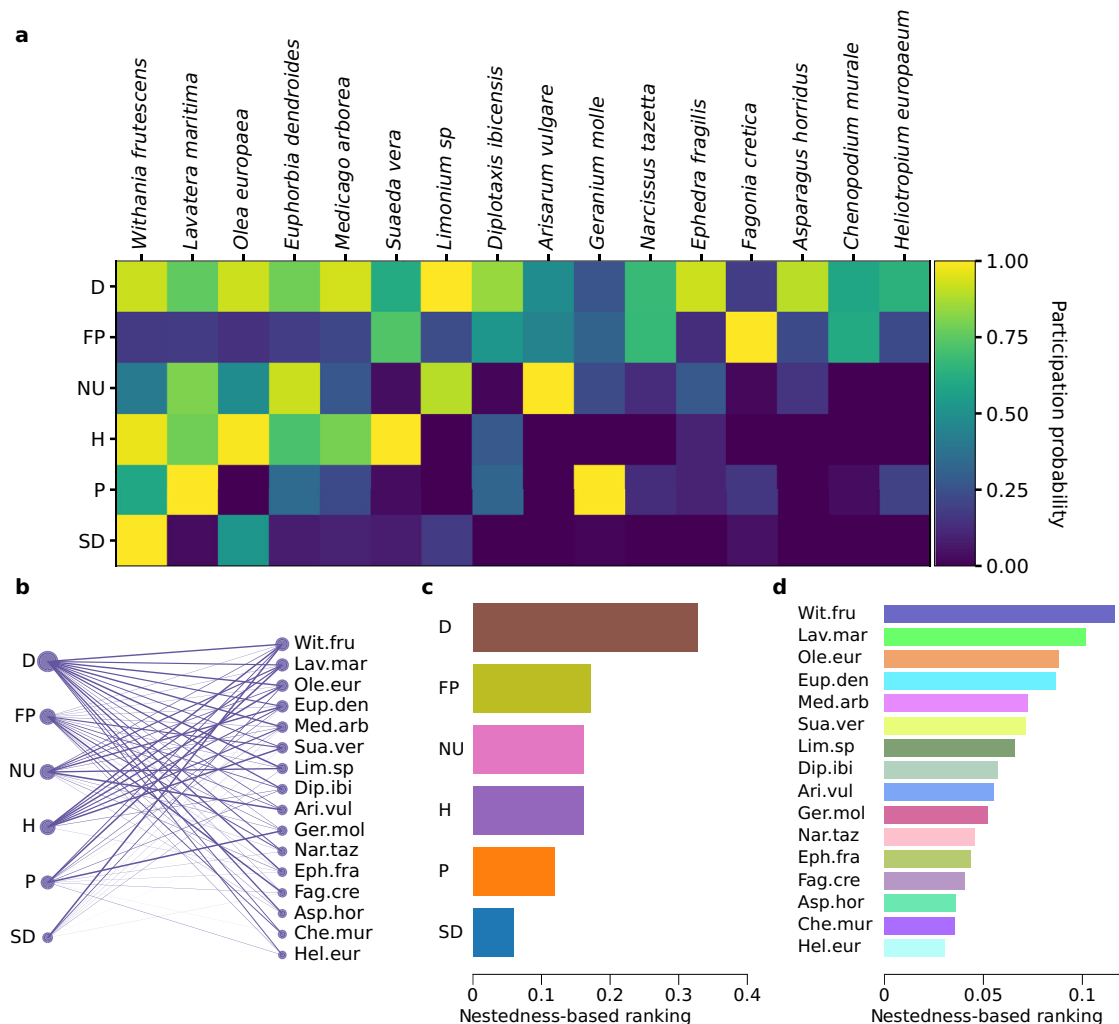 a
Withania frutescens
Lavatera maritima
Olea europaea
Euphorbia dendroides
Medicago arborea
Suaeda vera
Limonium sp
Diplotaxis ibicensis
Arisarum vulgare
Geranium molle
Narcissus tazetta
Ephedra fragilis
Fagonia cretica
Asparagus horridus
Chenopodium murale
Heliotropium europaeum
D
FP
NU
H
P
SD
1.00
0.75
0.50
0.25
0.00
Participation probability
b
D
FP
NU
H
P
SD
Wit.fru
Lav.mar
Ole.eur
Eup.den
Med.arb
Sua.ver
Lim.sp
Dip.ibi
Ari.vul
Ger.mol
Nar.taz
Eph.fra
Fag.cre
Asp.hor
Che.mur
Hel.eur
c
D
FP
NU
H
P
SD
0 0.1 0.2 0.3 0.4
Nestedness-based ranking
d
Wit.fru
Lav.mar
Ole.eur
Eup.den
Med.arb
Sua.ver
Lim.sp
Dip.ibi
Ari.vul
Ger.mol
Nar.taz
Eph.fra
Fag.cre
Asp.hor
Che.mur
Hel.eur
0 0.05 0.1
Nestedness-based ranking